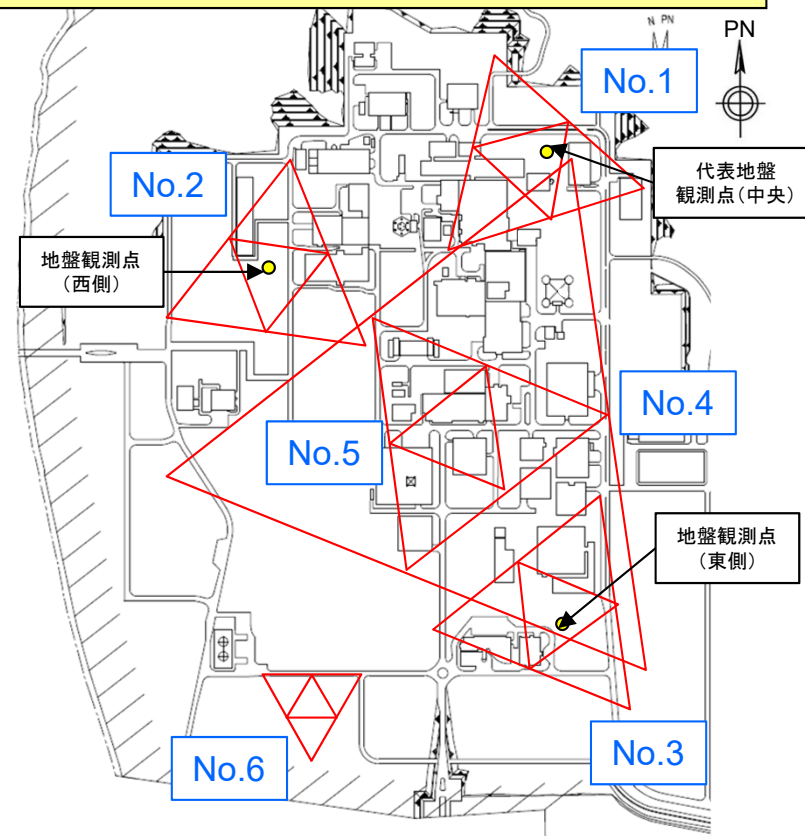 N PN
PN
No.1
代表地盤
観測点(中央)
No.2
地盤観測点
(西側)
No.4
No.5
地盤観測点
(東側)
No.3
No.6